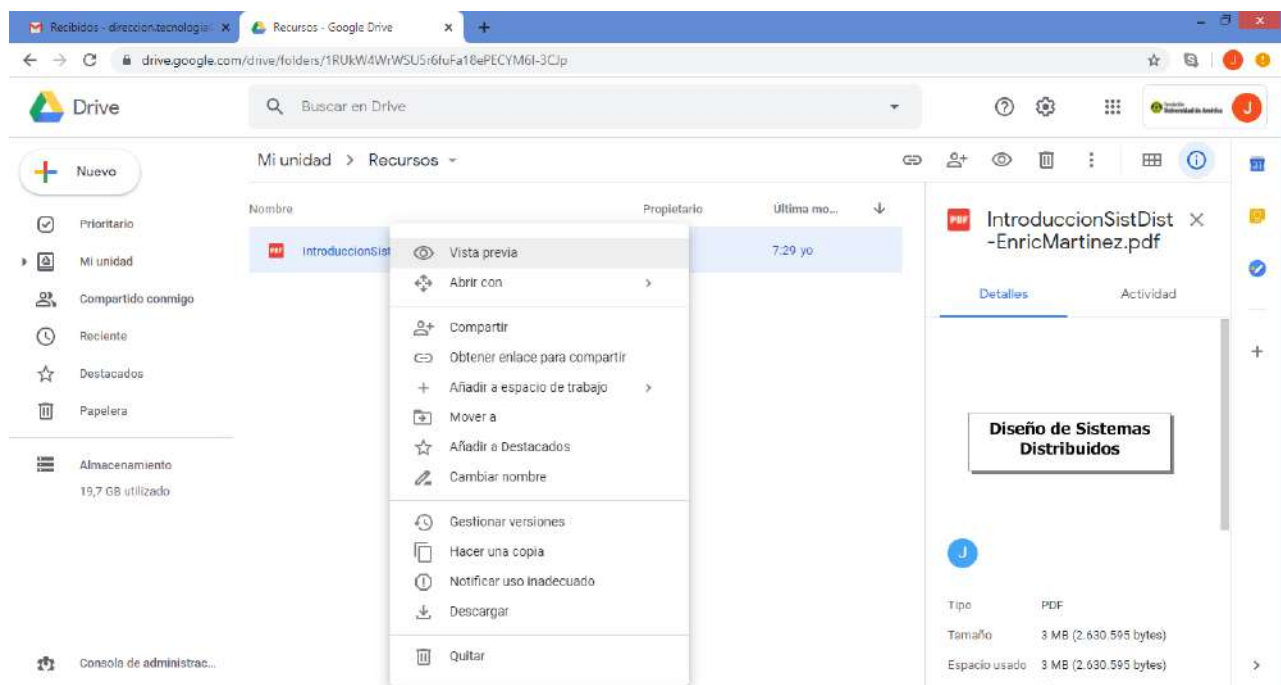 Recibidos - direccion.tecnologia
Recursos - Google Drive
drive.google.com/drive/folders/
Drive
Buscar en Drive
Universidad de América
J
Nuevo
Mi unidad > Recursos
Nombre
Propietario
Última mo...
Prioritario
Mi unidad
Compartido conmigo
Reciente
Destacados
Papelera
Almacenamiento
19,7 GB utilizado
Consola de administrac...
PDF
IntroduccionSist
7:29 yo
Vista previa
Abrir con
Compartir
Obtener enlace para compartir
Añadir a espacio de trabajo
Mover a
Añadir a Destacados
Cambiar nombre
Gestionar versiones
Hacer una copia
Notificar uso inadecuado
Descargar
Quitar
PDF
IntroduccionSistDist
-EnricMartinez.pdf
Detalles
Actividad
Diseño de Sistemas
Distribuidos
J
Tipo PDF
Tamaño 3 MB (2.630.595 bytes)
Espacio usado 3 MB (2.630.595 bytes)
31
J